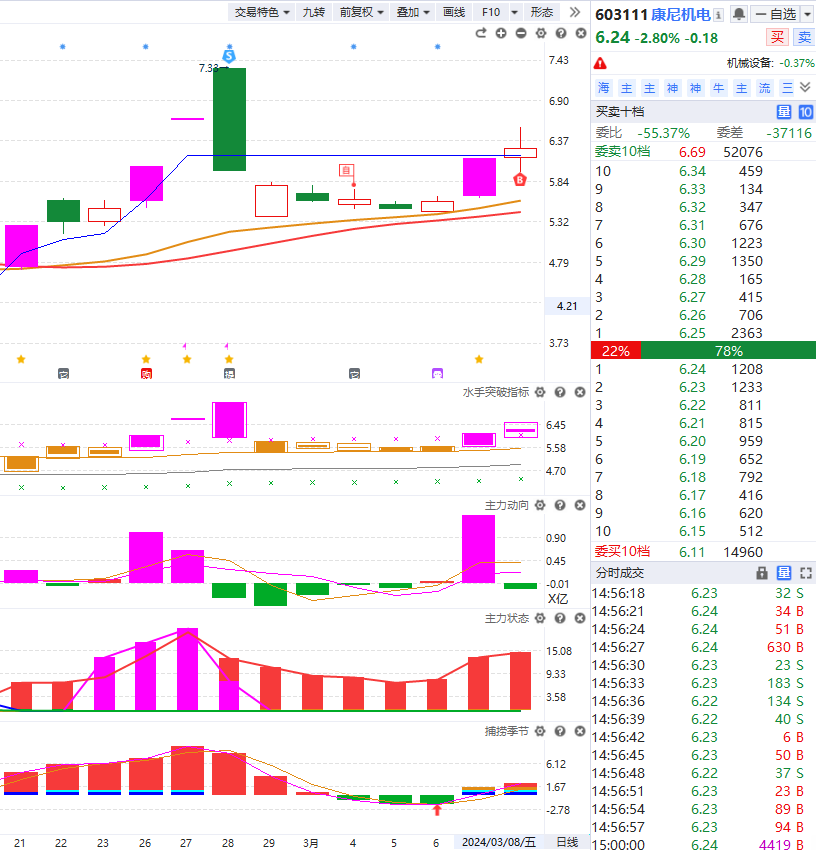 交易特色 九转 前复权 叠加 画线 F10 形态
603111 康尼机电 自选
6.24 -2.80% -0.18 买 卖
机械设备: -0.37%
海 主 主 神 神 牛 主 流 三
买卖十档 量 10
委比 -55.37% 委差 -37116
委卖10档 6.69 52076
10 6.34 459
9 6.33 134
8 6.32 347
7 6.31 676
6 6.30 1223
5 6.29 1350
4 6.28 165
3 6.27 415
2 6.26 706
1 6.25 2363
22% 78%
1 6.24 1208
2 6.23 1233
3 6.22 811
4 6.21 815
5 6.20 959
6 6.19 652
7 6.18 792
8 6.17 416
9 6.16 620
10 6.15 512
委买10档 6.11 14960
分时成交 量
14:56:18 6.23 32 S
14:56:21 6.24 34 B
14:56:24 6.24 51 B
14:56:27 6.24 630 B
14:56:30 6.23 23 S
14:56:33 6.23 183 S
14:56:36 6.22 134 S
14:56:39 6.22 40 S
14:56:42 6.23 6 B
14:56:45 6.23 50 B
14:56:48 6.22 37 S
14:56:51 6.23 23 B
14:56:54 6.24 89 B
14:56:57 6.24 94 B
15:00:00 6.24 4419 B
7.33
S
自
B
7.43
6.90
6.37
5.84
5.32
4.79
4.21
3.73
水手突破指标
6.45
5.58
4.70
主力动向
0.90
0.45
-0.01
X亿
主力状态
15.08
9.33
3.58
捕捞季节
6.12
1.67
-2.78
21 22 23 26 27 28 29 3月 4 5 6 2024/03/08/五 日线